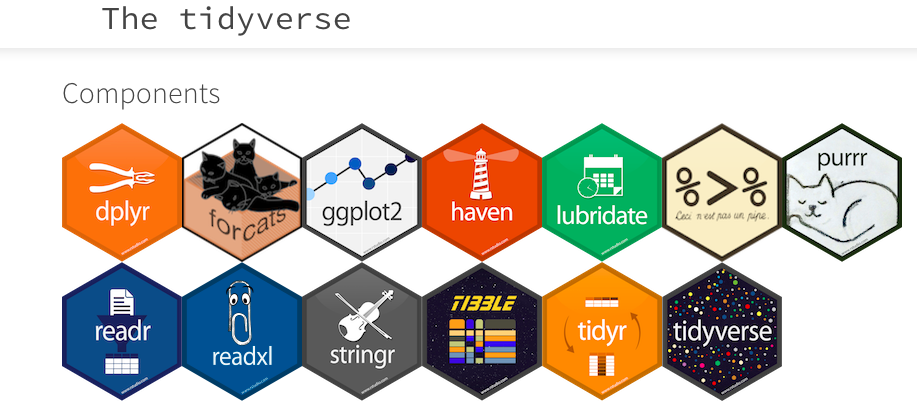 The tidyverse
Components
dplyr
forcats
ggplot2
haven
lubridate
%>%
Ceci n'est pas un pipe.
purrr
readr
readxl
stringr
TIBBLE
tidyr
tidyverse